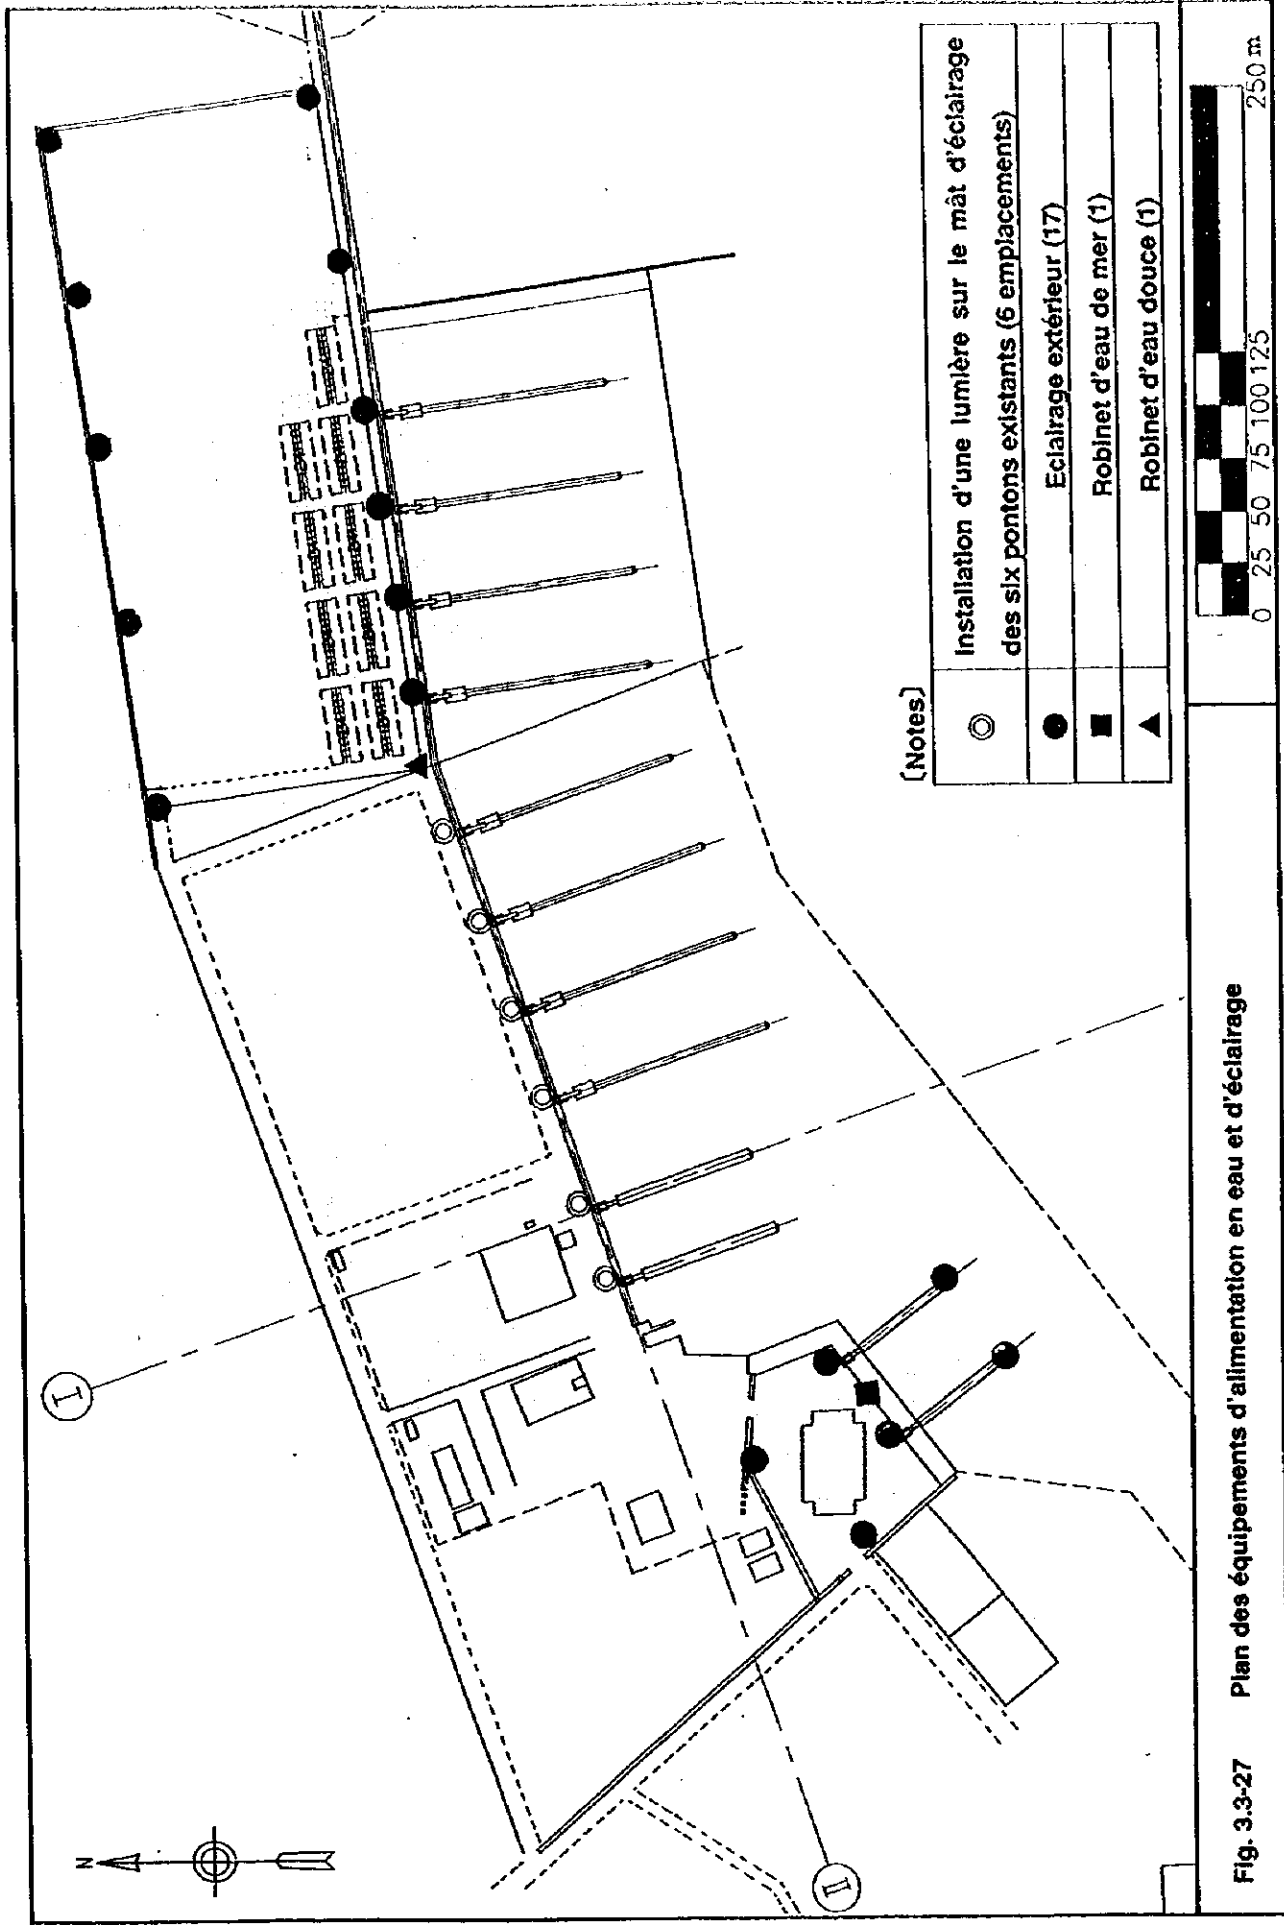 N
I
I
[Notes]
Installation d'une lumière sur le mât d'éclairage
des six pontons existants (6 emplacements)
Eclairage extérieur (17)
Robinet d'eau de mer (1)
Robinet d'eau douce (1)
0 25 50 75 100 125 250 m
Fig. 3.3-27 Plan des équipements d'alimentation en eau et d'éclairage